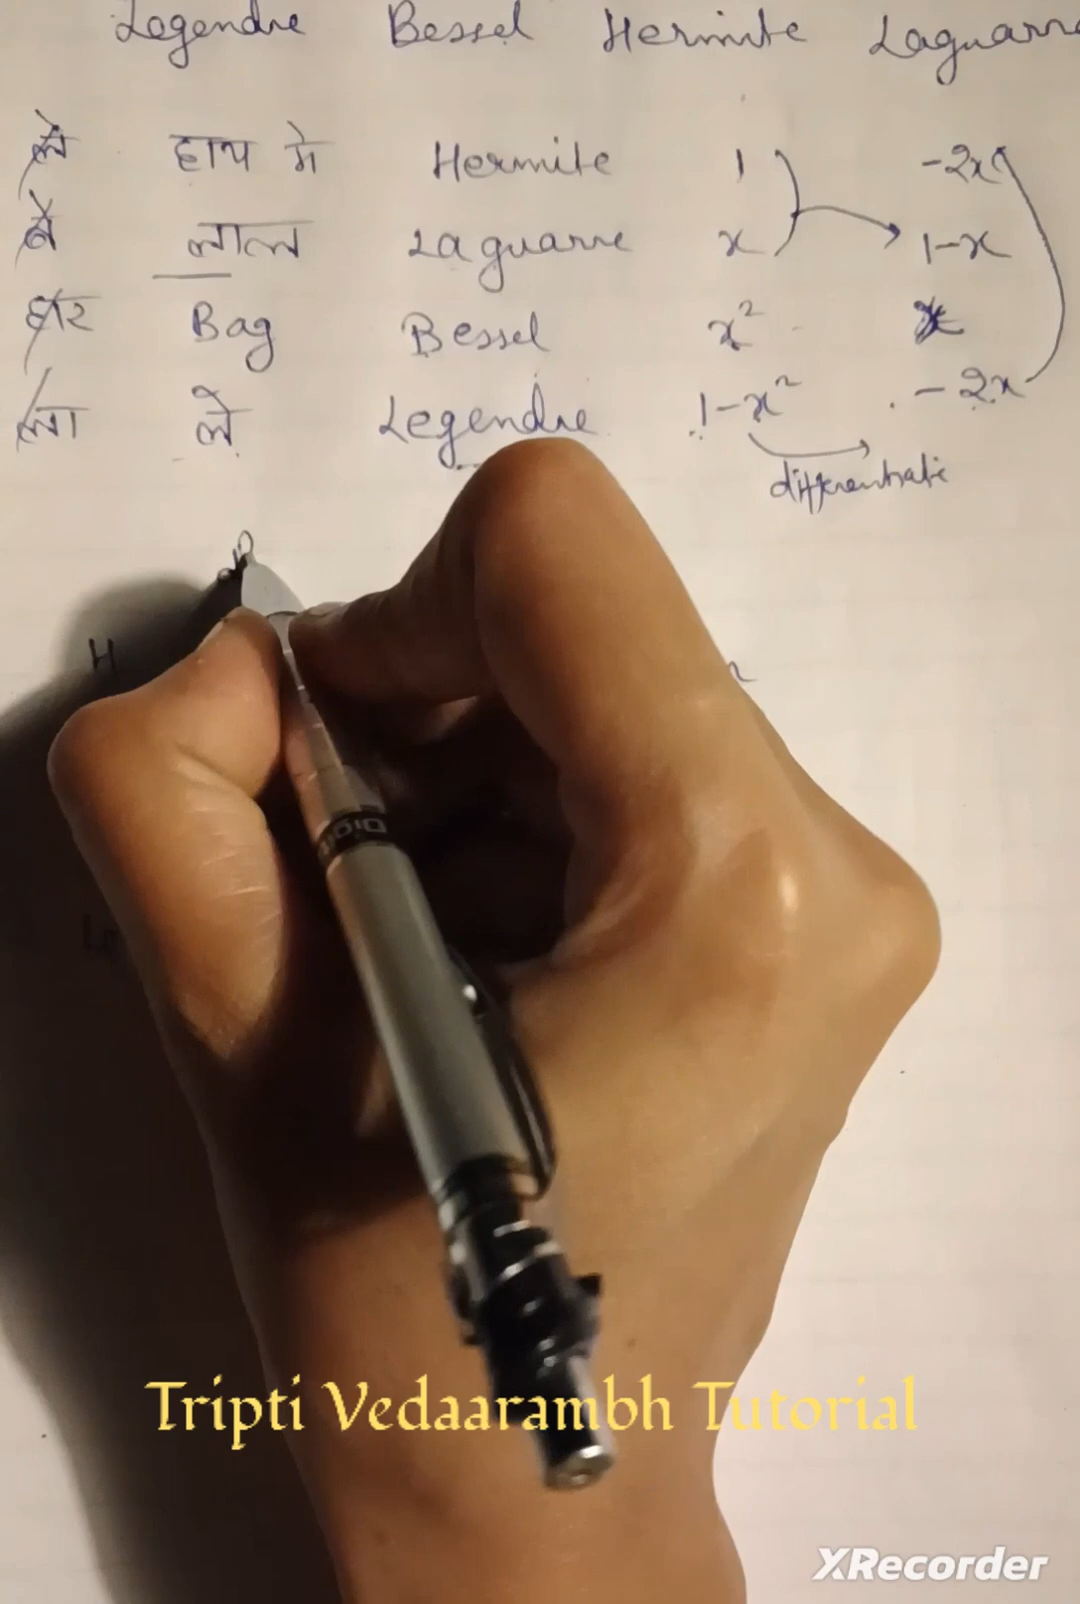 Legendre Bessel Hermite Laguarre
ले हाथ मे Hermite 1 -2x
बे लाल Laguarre x 1-x
हार Bag Bessel x² x
ला ले Legendre 1-x² -2x
differentiate
H
Tripti Vedaarambh Tutorial
XRecorder